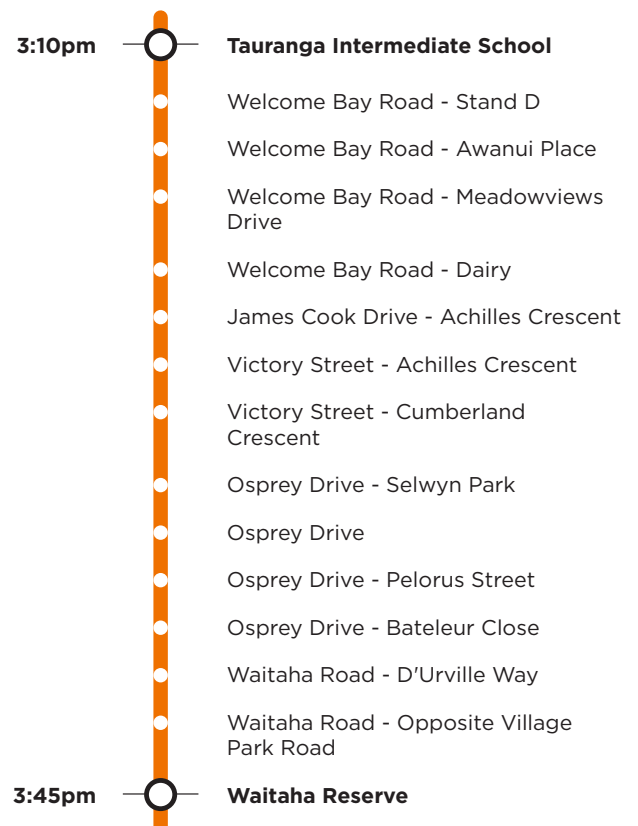 3:10pm Tauranga Intermediate School
Welcome Bay Road - Stand D
Welcome Bay Road - Awanui Place
Welcome Bay Road - Meadowviews
Drive
Welcome Bay Road - Dairy
James Cook Drive - Achilles Crescent
Victory Street - Achilles Crescent
Victory Street - Cumberland
Crescent
Osprey Drive - Selwyn Park
Osprey Drive
Osprey Drive - Pelorus Street
Osprey Drive - Bateleur Close
Waitaha Road - D'Urville Way
Waitaha Road - Opposite Village
Park Road
3:45pm Waitaha Reserve